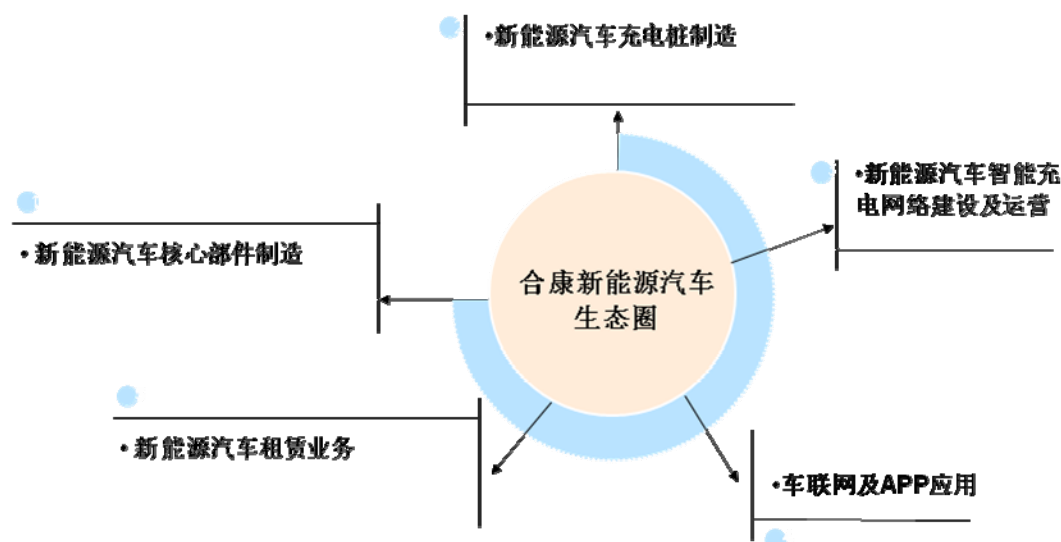 •新能源汽车充电桩制造
•新能源汽车智能充
电网络建设及运营
•新能源汽车核心部件制造
合康新能源汽车
生态圈
•新能源汽车租赁业务
•车联网及APP应用